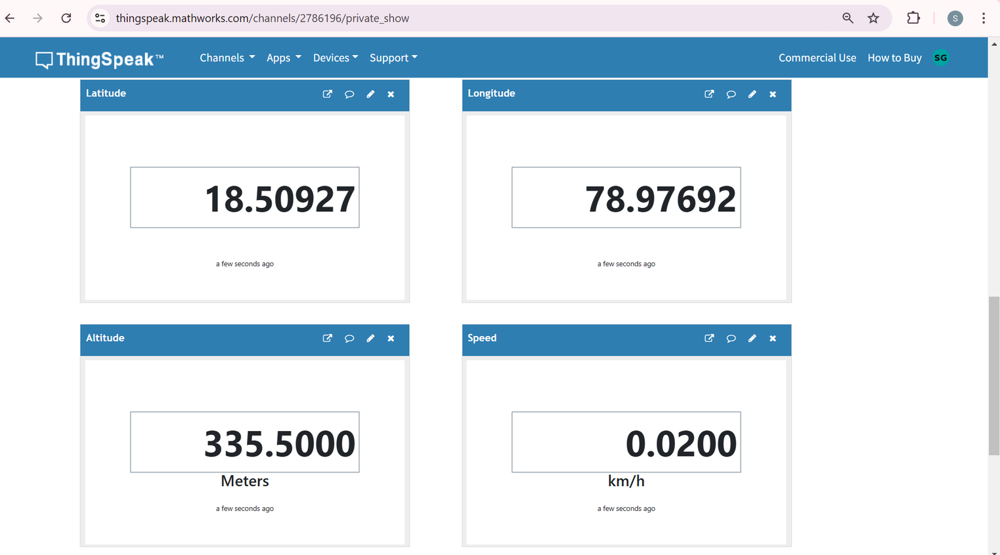 thingspeak.mathworks.com/channels/2786196/private_show
S
ThingSpeak™
Channels Apps Devices Support
Commercial Use How to Buy SG
Latitude
18.50927
a few seconds ago
Longitude
78.97692
a few seconds ago
Altitude
335.5000
Meters
a few seconds ago
Speed
0.0200
km/h
a few seconds ago